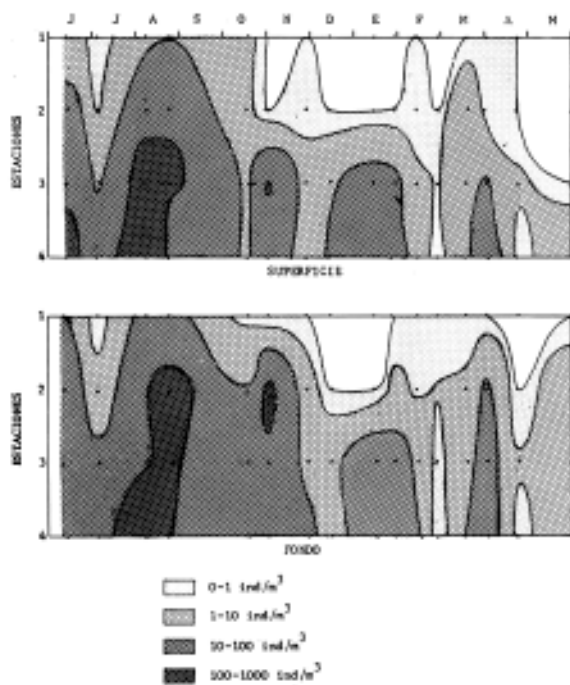 J J A S O N D E F M A M
1
2
3
4
ESTACIONES
SUPERFICIE
1
2
3
4
ESTACIONES
FONDO
0-1 ind/m³
1-10 ind/m³
10-100 ind/m³
100-1000 ind/m³